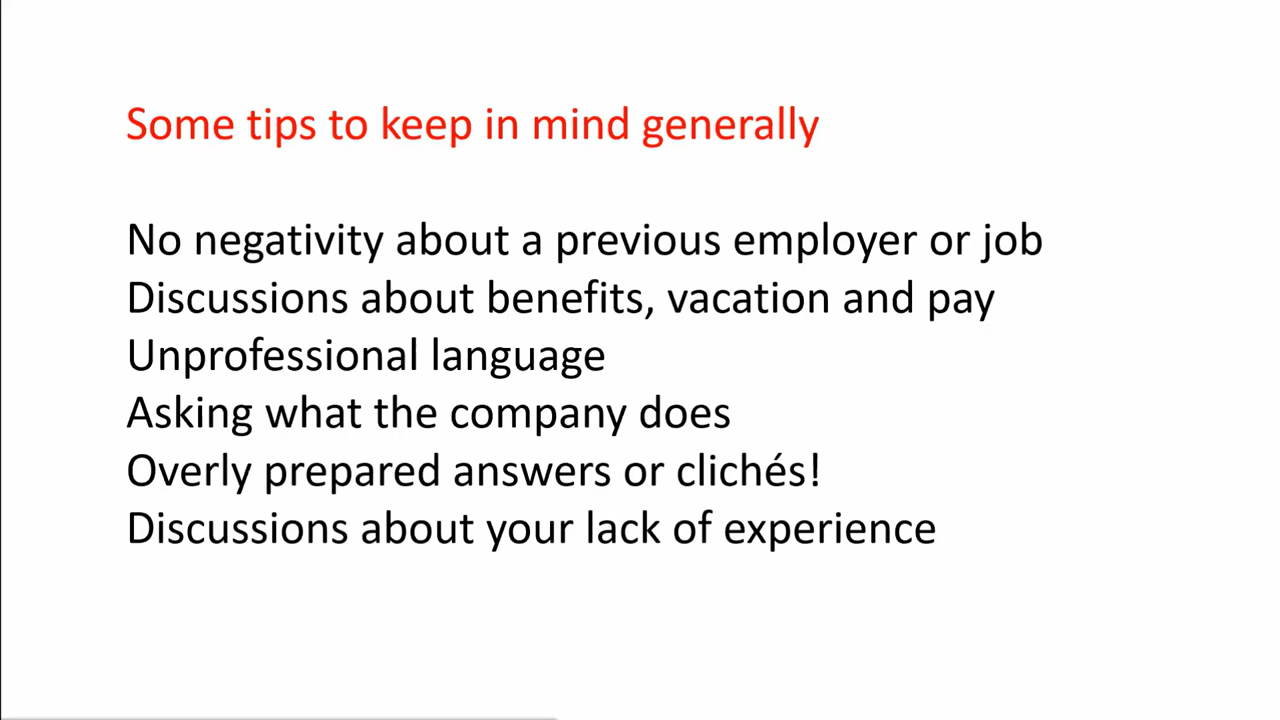 Some tips to keep in mind generally
No negativity about a previous employer or job
Discussions about benefits, vacation and pay
Unprofessional language
Asking what the company does
Overly prepared answers or clichés!
Discussions about your lack of experience